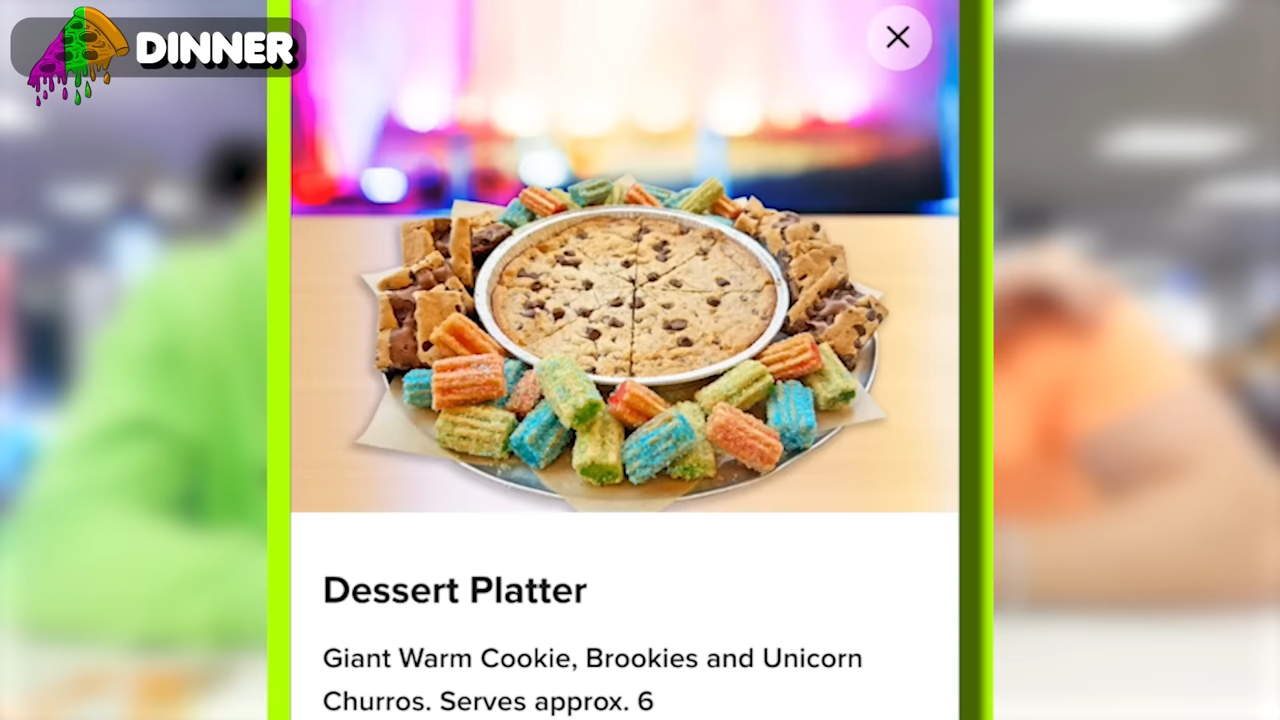 DINNER
Dessert Platter
Giant Warm Cookie, Brookies and Unicorn
Churros. Serves approx. 6